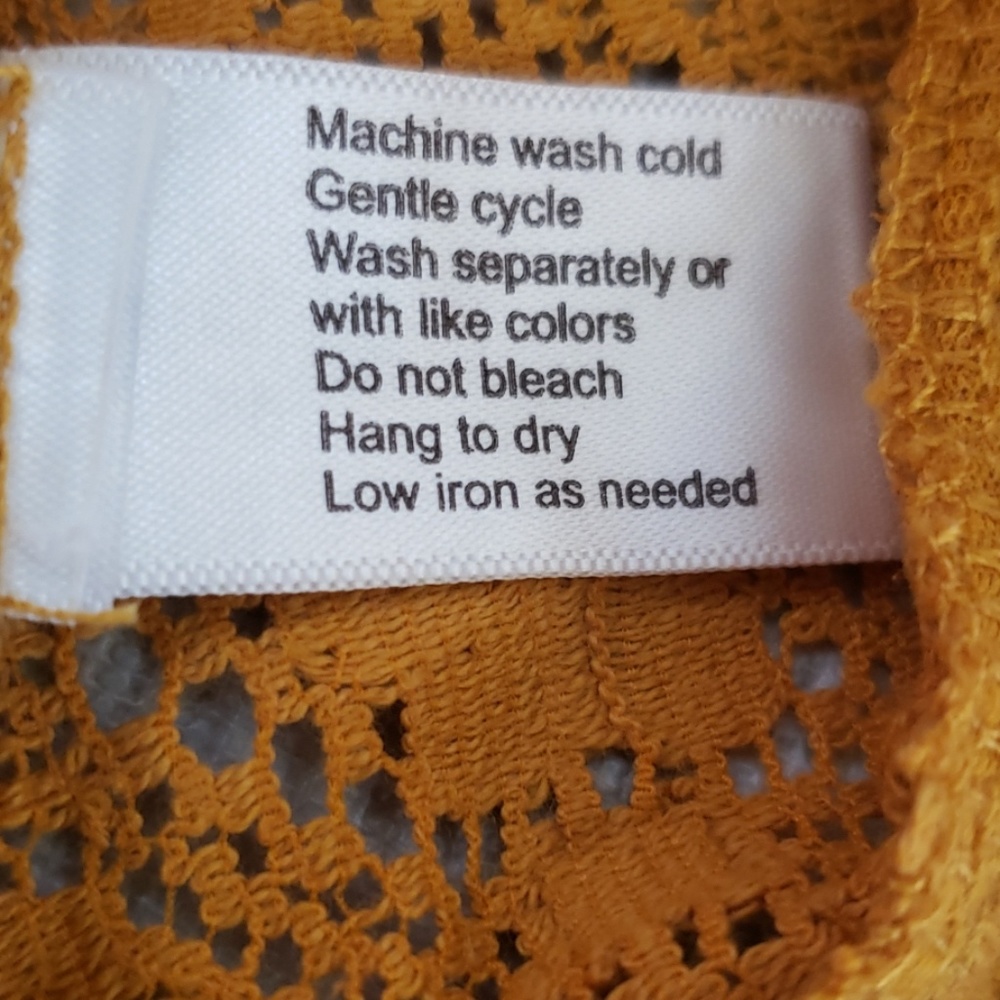 Machine wash cold
Gentle cycle
Wash separately or
with like colors
Do not bleach
Hang to dry
Low iron as needed